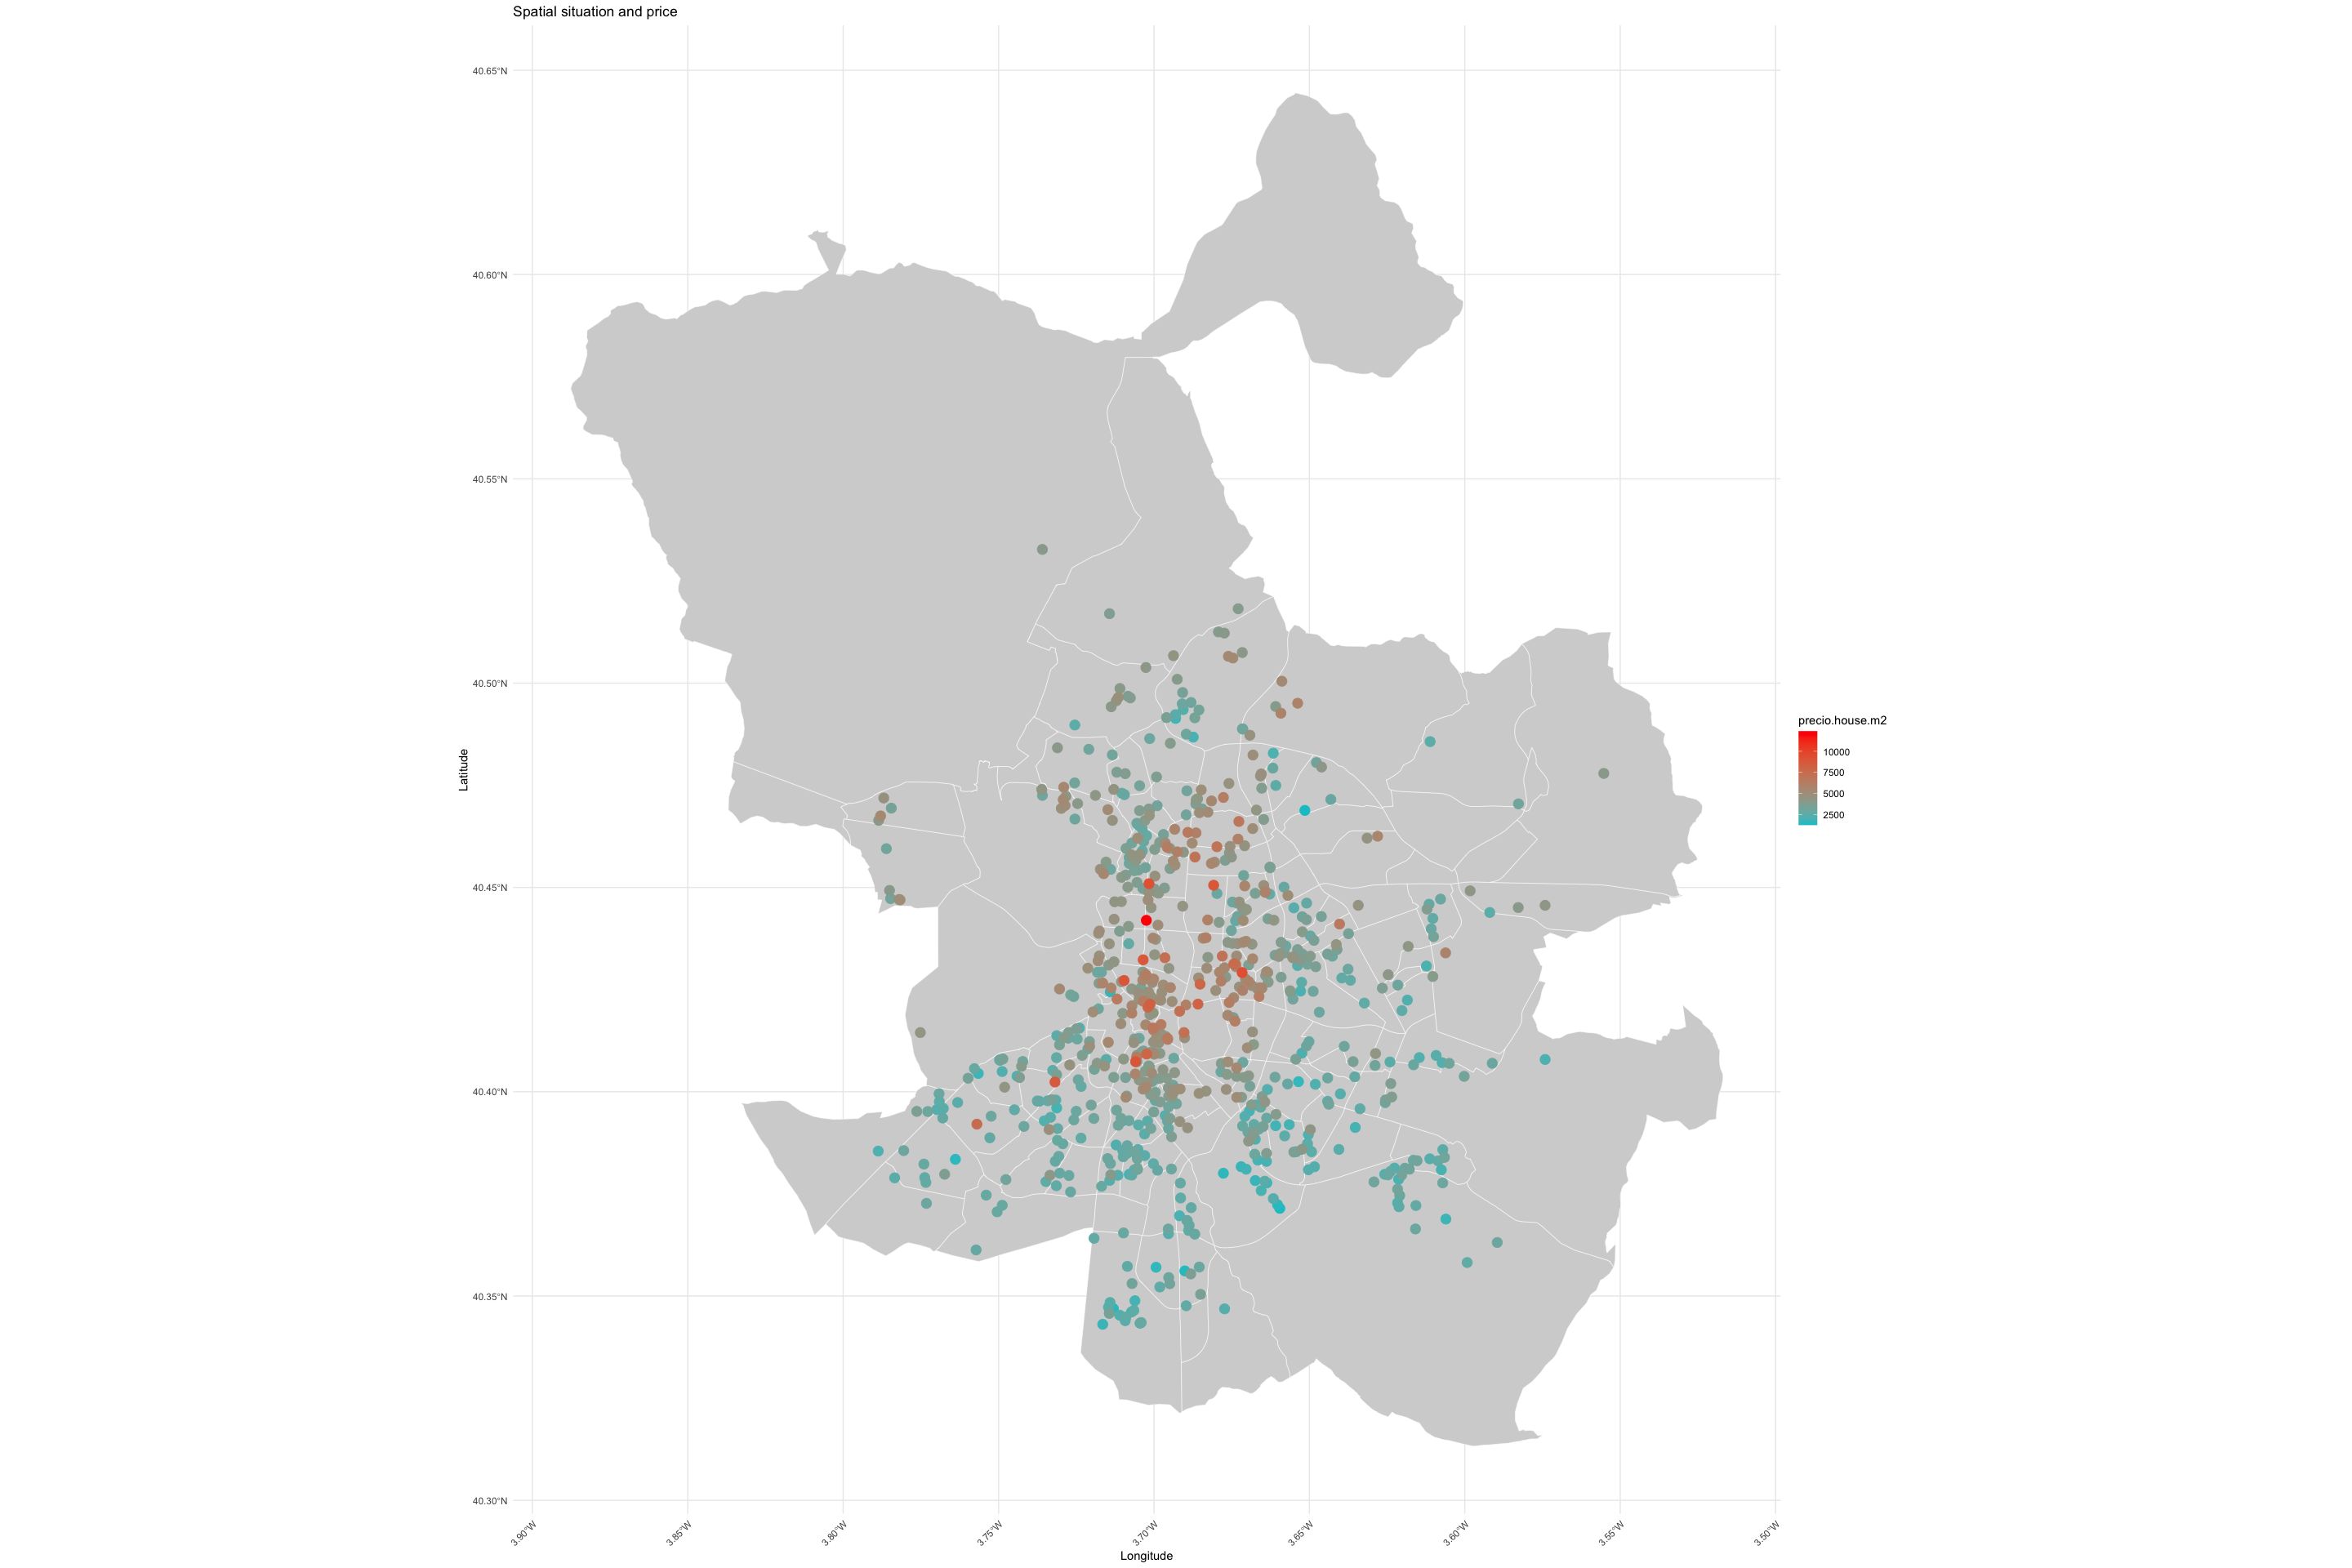 Spatial situation and price
40.65°N
40.60°N
40.55°N
40.50°N
40.45°N
40.40°N
40.35°N
40.30°N
Latitude
3.90°W
3.85°W
3.80°W
3.75°W
3.70°W
3.65°W
3.60°W
3.55°W
3.50°W
Longitude
precio.house.m2
10000
7500
5000
2500